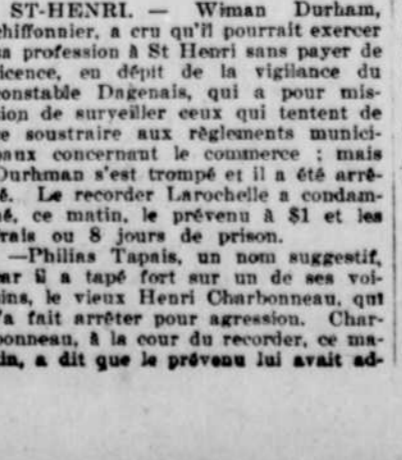 ST-HENRI. — Wiman Durham,
hiffonnier, a cru qu'il pourrait exercer
sa profession à St Henri sans payer de
icence, en dépit de la vigilance du
onstable Dagenais, qui a pour mis-
ion de surveiller ceux qui tentent de
e soustraire aux règlements munici-
paux concernant le commerce ; mais
Durhman s'est trompé et il a été arrê-
é. Le recorder Larochelle a condam-
né, ce matin, le prévenu à $1 et les
rais ou 8 jours de prison.
—Philias Tapais, un nom suggestif,
ar il a tapé fort sur un de ses voi-
ins, le vieux Henri Charbonneau, qui
'a fait arrêter pour agression. Char-
bonneau, à la cour du recorder, ce ma-
in, a dit que le prévenu lui avait ad-